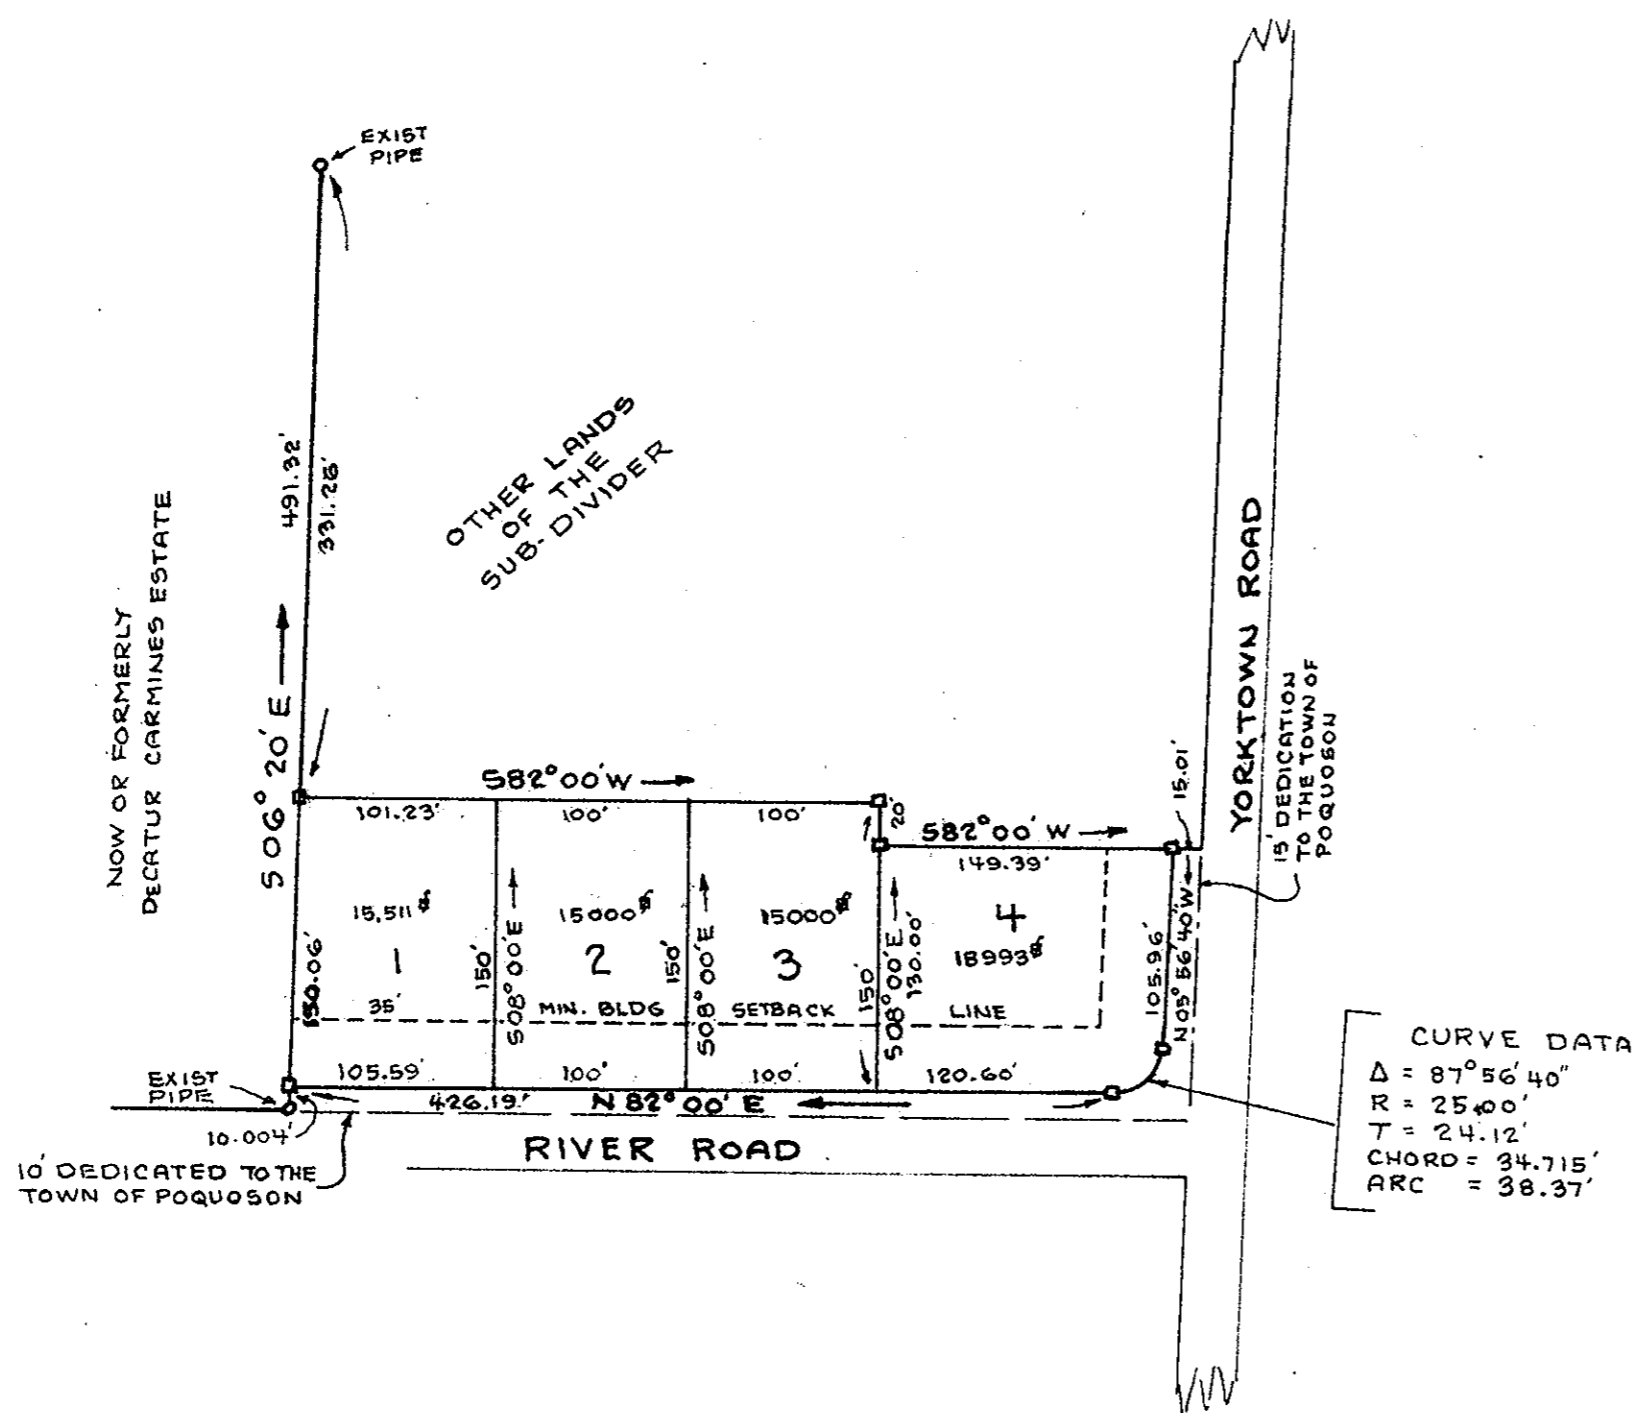 EXIST
PIPE
OTHER LANDS
OF THE
SUB-DIVIDER
NOW OR FORMERLY
DECATUR CARMINES ESTATE
S 06° 20' E
491.32'
331.26'
150.06'
S82°00'W
101.23'
100'
100'
20'
S82°00'W
149.39'
15.01'
YORKTOWN ROAD
15' DEDICATION
TO THE TOWN OF
POQUOSON
15,511
1
35'
150'
S08°00'E
15000
2
MIN. BLDG
150'
S08°00'E
15000
3
SETBACK
150'
S08°00'E
130.00'
4
18993
LINE
105.96'
N05°56'40"W
105.59'
100'
100'
120.60'
426.19'
N82°00'E
EXIST
PIPE
10.004'
10' DEDICATED TO THE
TOWN OF POQUOSON
RIVER ROAD
CURVE DATA
Δ = 87°56'40"
R = 25.00'
T = 24.12'
CHORD = 34.715'
ARC = 38.37'